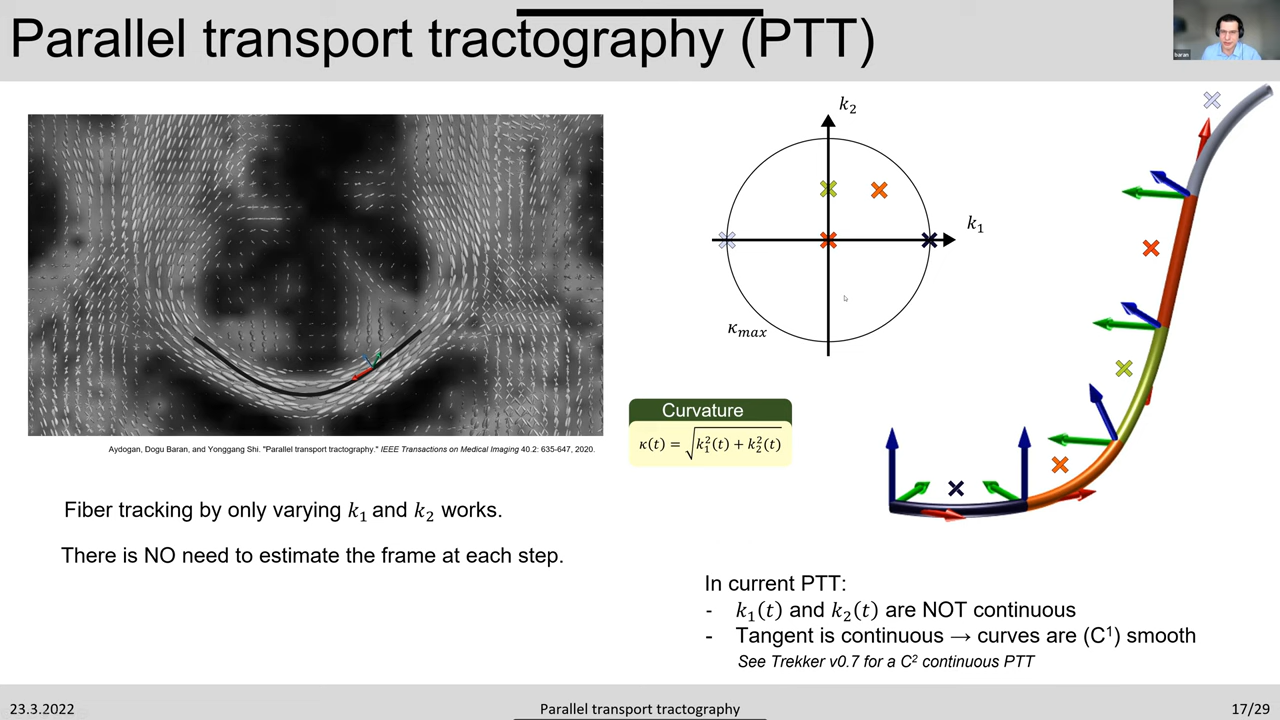 Parallel transport tractography (PTT)
baran
k₂
k₁
κₘₐₓ
Curvature
κ(t) = √k₁²(t) + k₂²(t)
Aydogan, Dogu Baran, and Yonggang Shi. "Parallel transport tractography." IEEE Transactions on Medical Imaging 40.2: 635-647, 2020.
Fiber tracking by only varying k₁ and k₂ works.
There is NO need to estimate the frame at each step.
In current PTT:
- k₁(t) and k₂(t) are NOT continuous
- Tangent is continuous → curves are (C¹) smooth
See Trekker v0.7 for a C² continuous PTT
23.3.2022
Parallel transport tractography
17/29